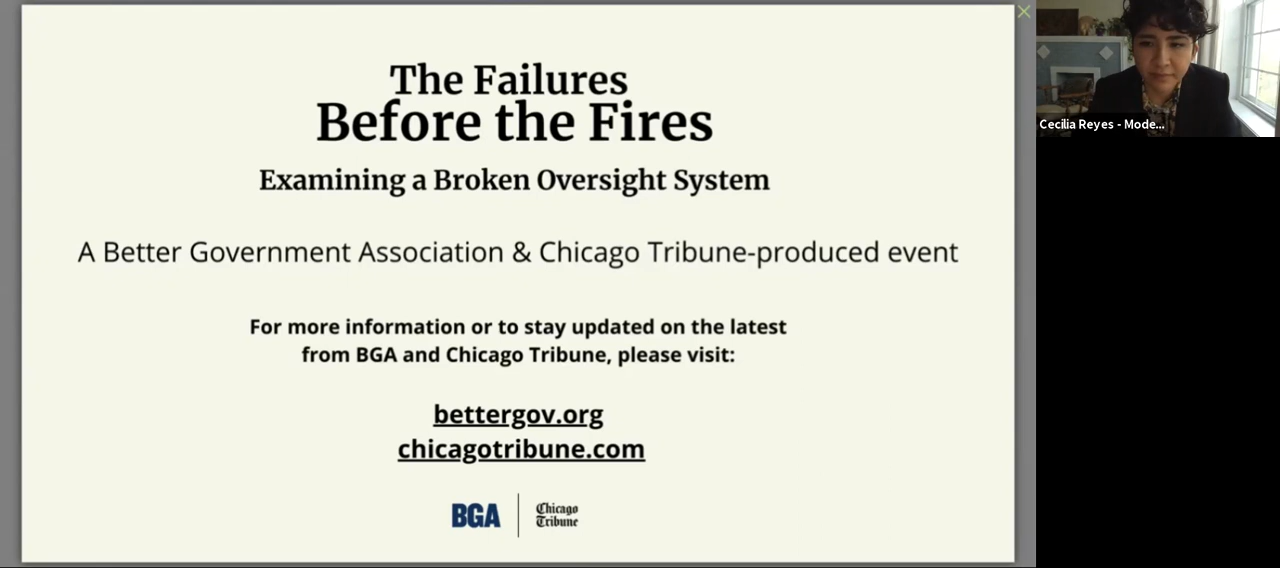 The Failures
Before the Fires
Examining a Broken Oversight System
A Better Government Association & Chicago Tribune-produced event
For more information or to stay updated on the latest
from BGA and Chicago Tribune, please visit:
bettergov.org
chicagotribune.com
BGA
Chicago
Tribune
Cecilia Reyes - Mode...